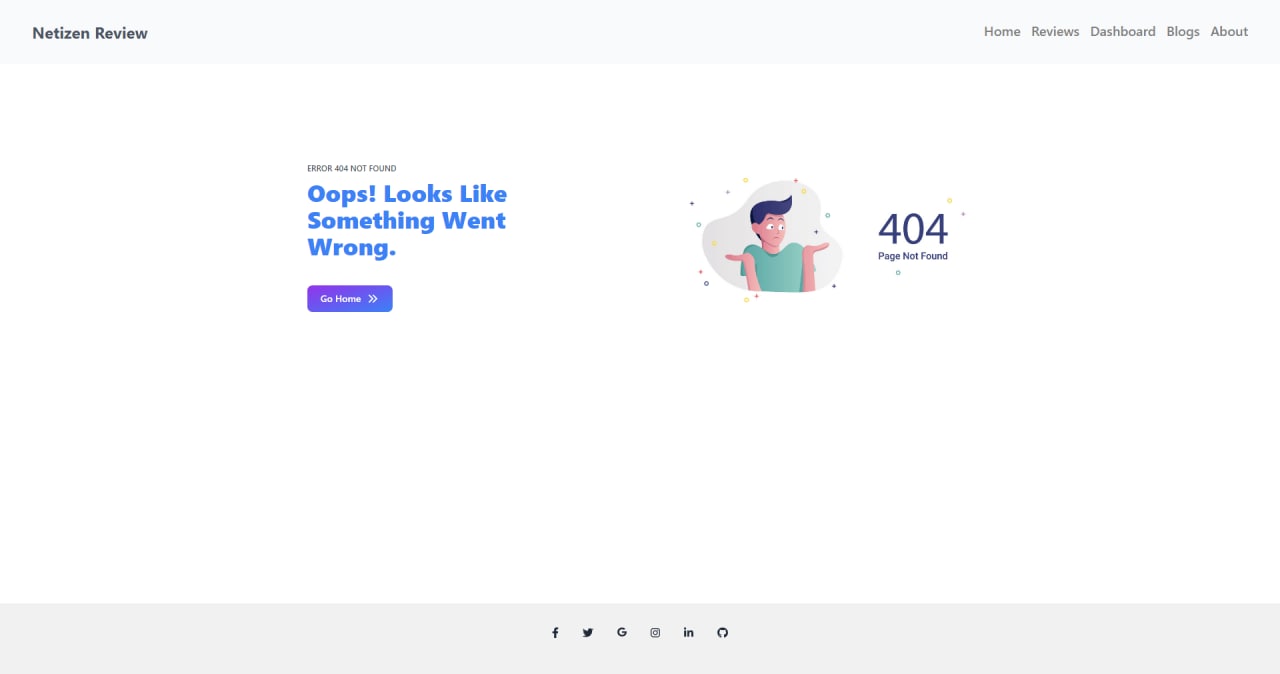 Netizen Review
Home Reviews Dashboard Blogs About
ERROR 404 NOT FOUND
Oops! Looks Like
Something Went
Wrong.
Go Home
404
Page Not Found